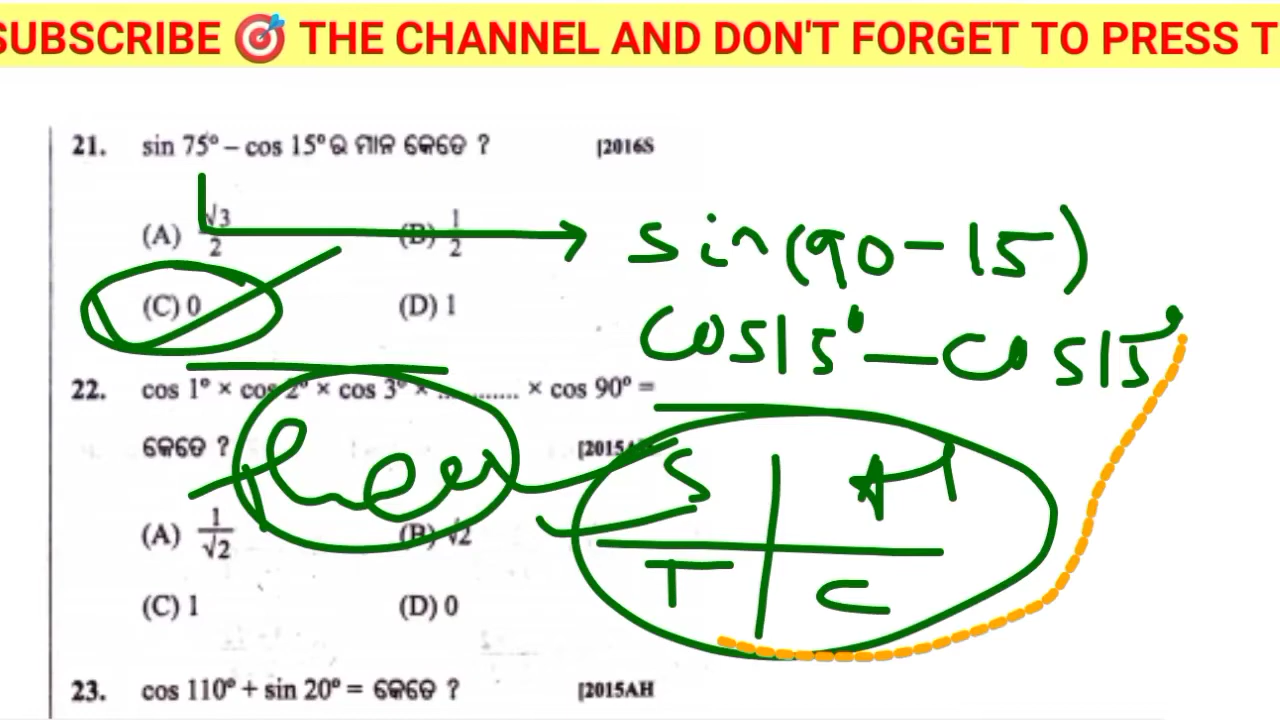 SUBSCRIBE 🎯 THE CHANNEL AND DON'T FORGET TO PRESS T
21. sin 75° – cos 15° ର ମାନ କେତେ ? [2016S
(A) √3/2 (B) 1/2
sin(90-15)
(C) 0 (D) 1
cos15° - cos15°
22. cos 1° × cos 2° × cos 3° × ............ × cos 90° =
କେତେ ? [2015A
S A
(A) 1/√2 (B) √2
T C
(C) 1 (D) 0
23. cos 110° + sin 20° = କେତେ ? [2015AH